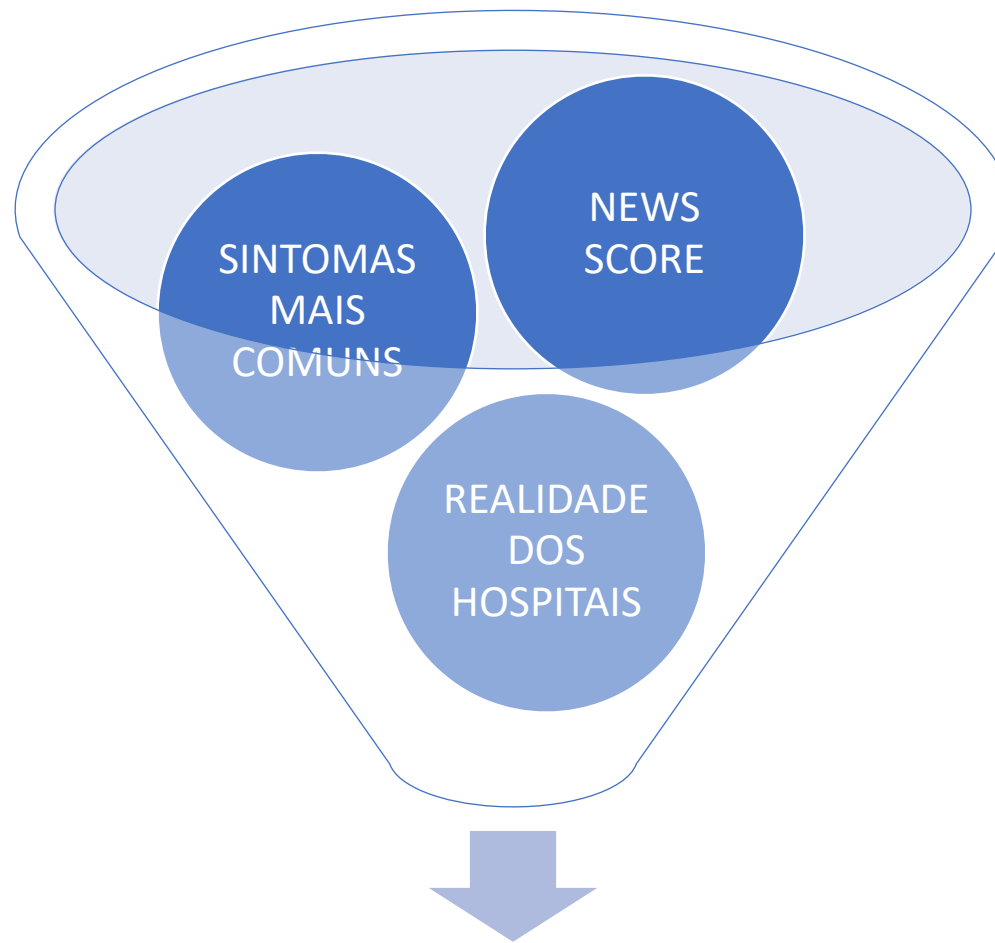 SINTOMAS
MAIS
COMUNS
NEWS
SCORE
REALIDADE
DOS
HOSPITAIS